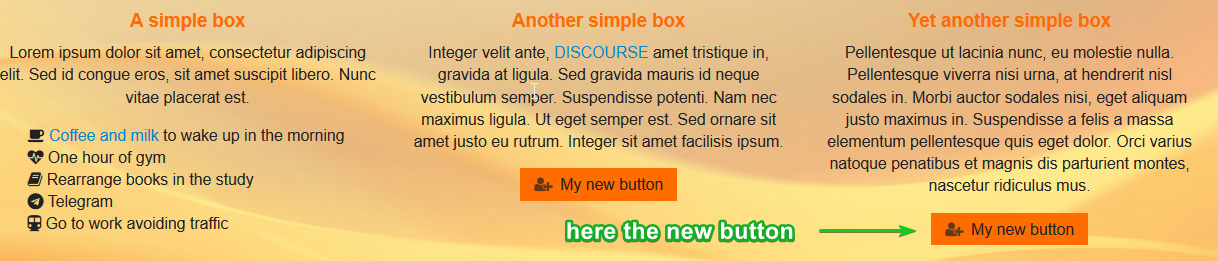 A simple box
Lorem ipsum dolor sit amet, consectetur adipiscing
elit. Sed id congue eros, sit amet suscipit libero. Nunc
vitae placerat est.
Coffee and milk to wake up in the morning
One hour of gym
Rearrange books in the study
Telegram
Go to work avoiding traffic
Another simple box
Integer velit ante, DISCOURSE amet tristique in,
gravida at ligula. Sed gravida mauris id neque
vestibulum semper. Suspendisse potenti. Nam nec
maximus ligula. Ut eget semper est. Sed ornare sit
amet justo eu rutrum. Integer sit amet facilisis ipsum.
My new button
Yet another simple box
Pellentesque ut lacinia nunc, eu molestie nulla.
Pellentesque viverra nisi urna, at hendrerit nisl
sodales in. Morbi auctor sodales nisi, eget aliquam
justo maximus in. Suspendisse a felis a massa
elementum pellentesque quis eget dolor. Orci varius
natoque penatibus et magnis dis parturient montes,
nascetur ridiculus mus.
here the new button
My new button